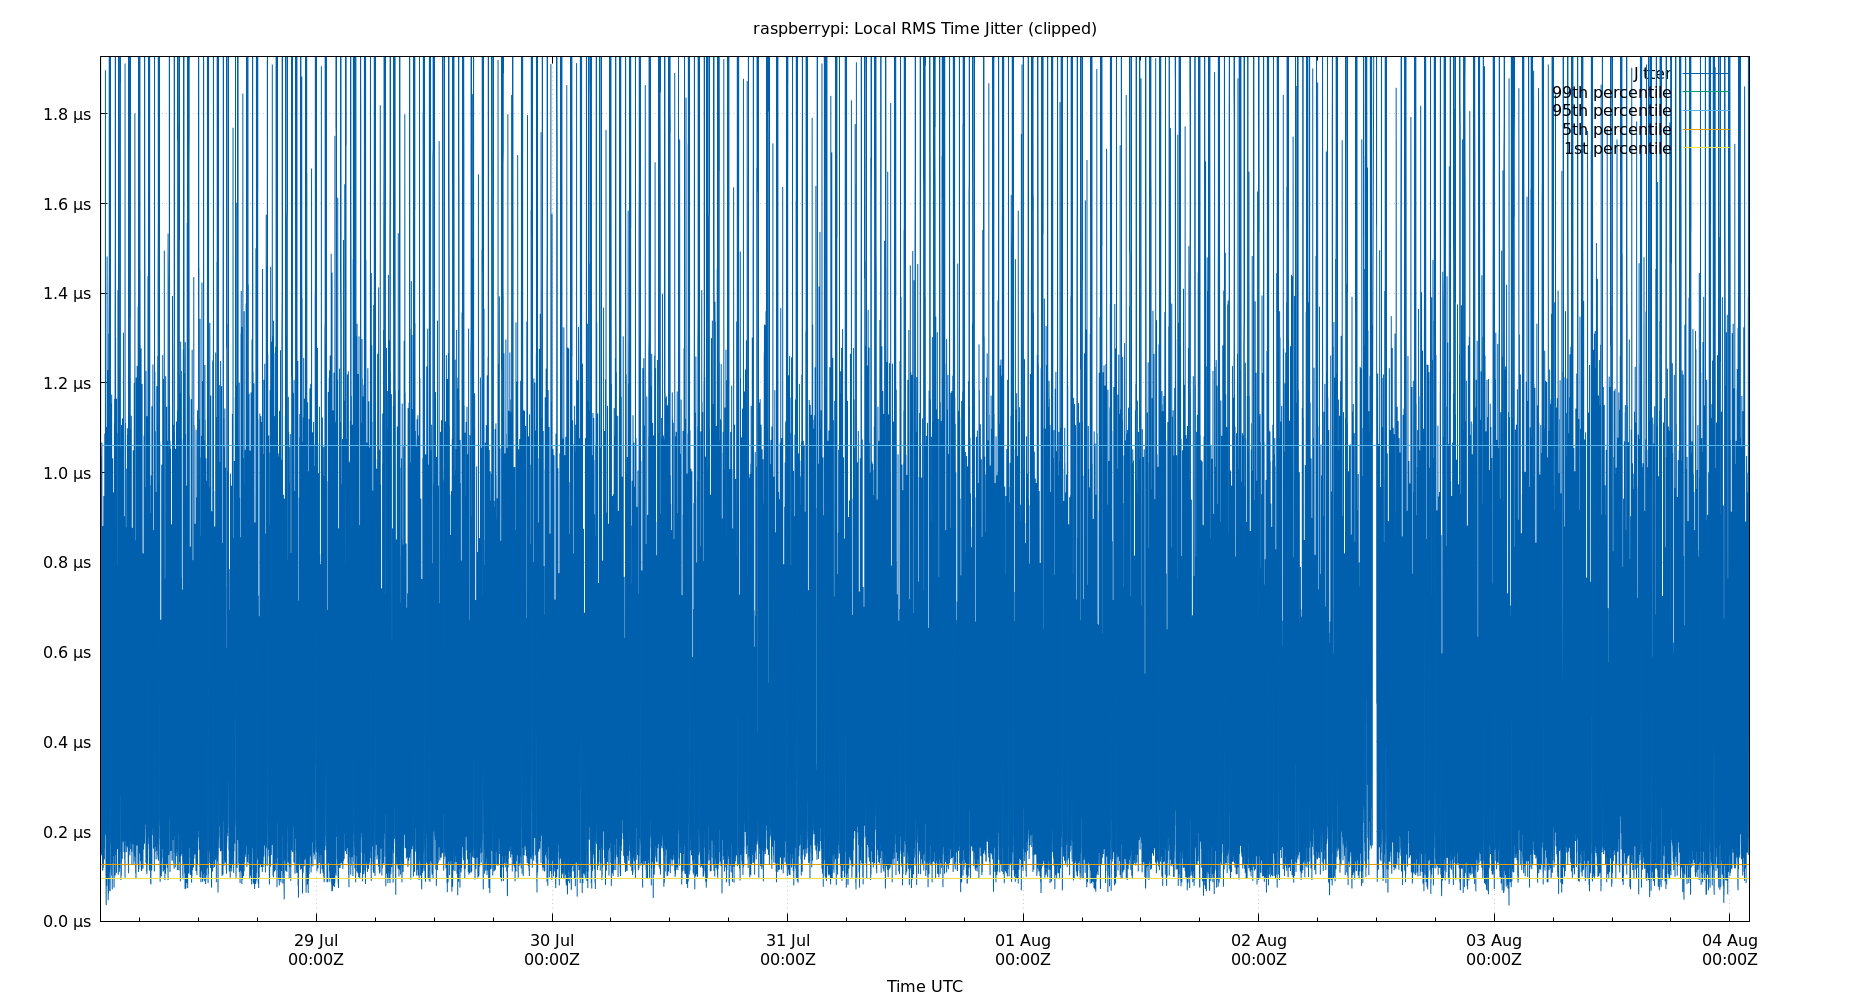 raspberrypi: Local RMS Time Jitter (clipped)
Jitter
99th percentile
95th percentile
5th percentile
1st percentile
1.8 µs
1.6 µs
1.4 µs
1.2 µs
1.0 µs
0.8 µs
0.6 µs
0.4 µs
0.2 µs
0.0 µs
29 Jul 30 Jul 31 Jul 01 Aug 02 Aug 03 Aug 04 Aug
00:00Z 00:00Z 00:00Z 00:00Z 00:00Z 00:00Z 00:00Z
Time UTC